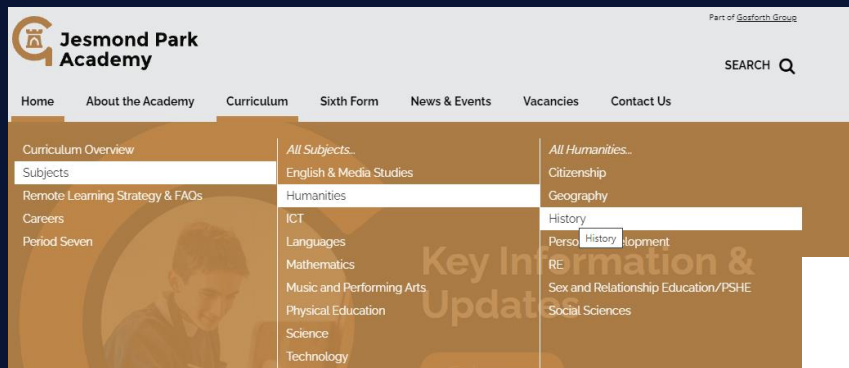 Part of Gosforth Group
Jesmond Park
Academy
SEARCH
Home About the Academy Curriculum Sixth Form News & Events Vacancies Contact Us
Curriculum Overview
Subjects
Remote Learning Strategy & FAQs
Careers
Period Seven
All Subjects...
English & Media Studies
Humanities
ICT
Languages
Mathematics
Music and Performing Arts
Physical Education
Science
Technology
All Humanities...
Citizenship
Geography
History
History
RE
Sex and Relationship Education/PSHE
Social Sciences
Key Information &
Updates